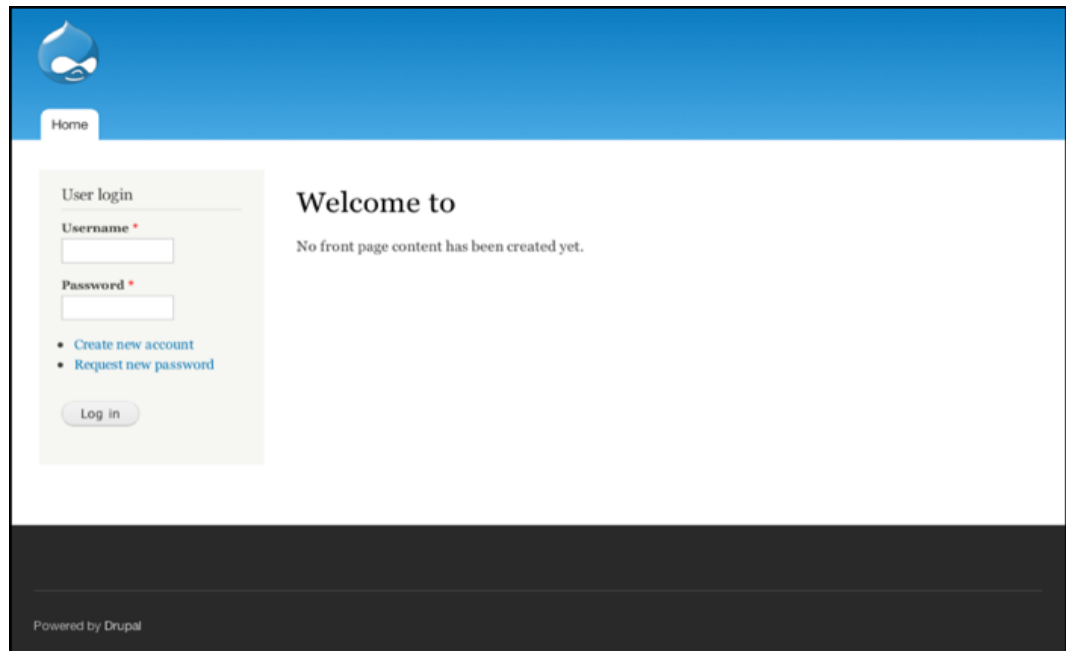 Home
User login
Username *
Password *
Create new account
Request new password
Log in
Welcome to
No front page content has been created yet.
Powered by Drupal